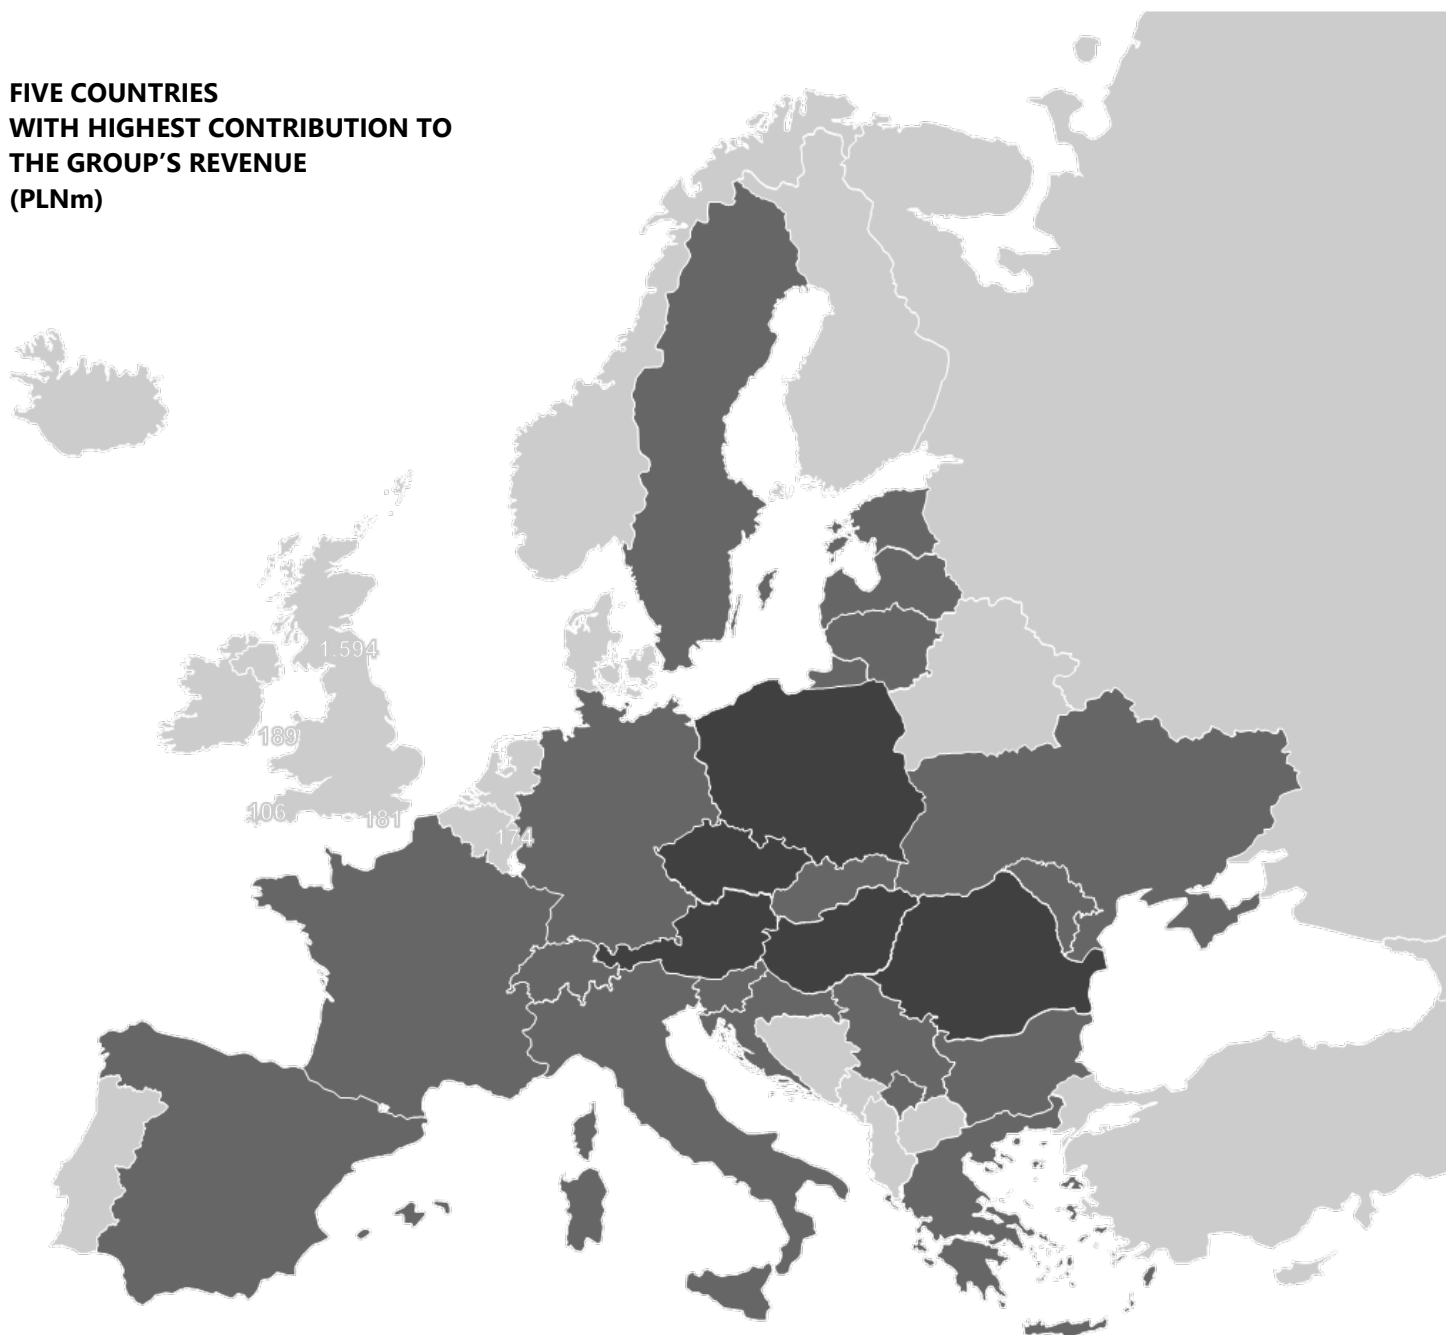 FIVE COUNTRIES
WITH HIGHEST CONTRIBUTION TO
THE GROUP’S REVENUE
(PLNm)
1.594
189
106
181
174